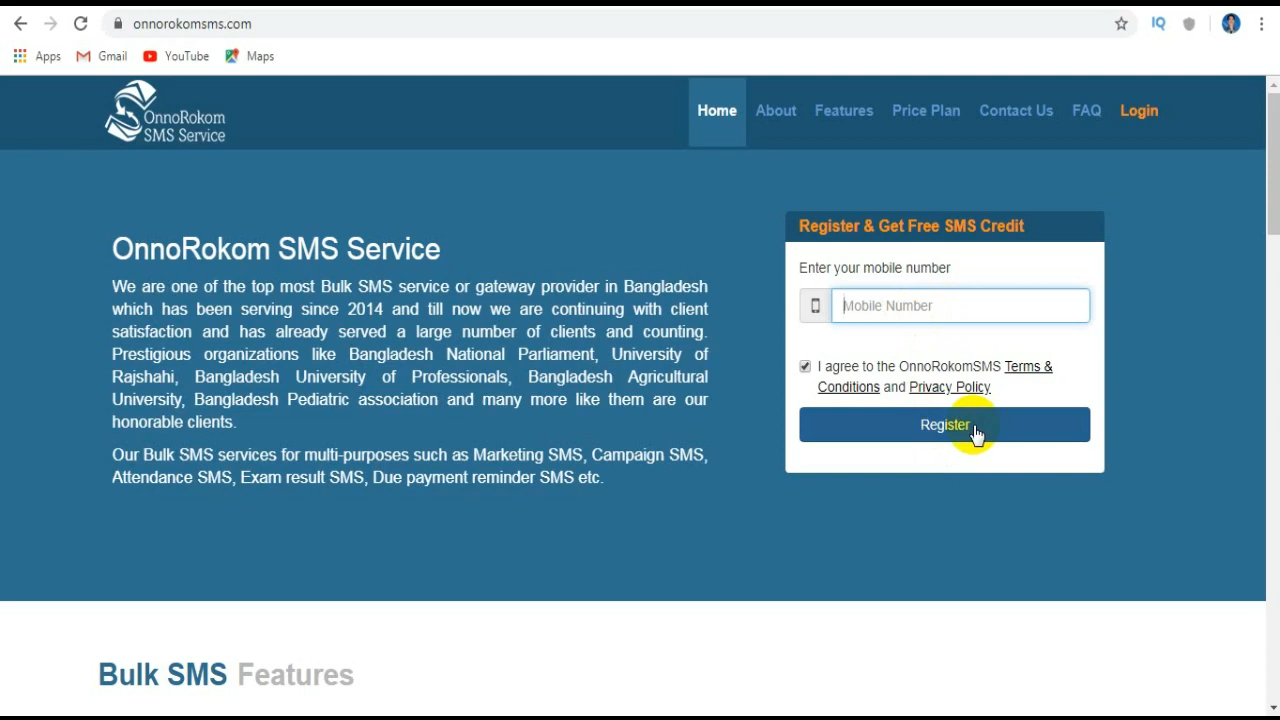 onnorokomsms.com
IQ
Apps
Gmail
YouTube
Maps
OnnoRokom
SMS Service
Home
About
Features
Price Plan
Contact Us
FAQ
Login
OnnoRokom SMS Service
We are one of the top most Bulk SMS service or gateway provider in Bangladesh
which has been serving since 2014 and till now we are continuing with client
satisfaction and has already served a large number of clients and counting.
Prestigious organizations like Bangladesh National Parliament, University of
Rajshahi, Bangladesh University of Professionals, Bangladesh Agricultural
University, Bangladesh Pediatric association and many more like them are our
honorable clients.
Our Bulk SMS services for multi-purposes such as Marketing SMS, Campaign SMS,
Attendance SMS, Exam result SMS, Due payment reminder SMS etc.
Register & Get Free SMS Credit
Enter your mobile number
Mobile Number
I agree to the OnnoRokomSMS Terms &
Conditions and Privacy Policy
Register
Bulk SMS Features